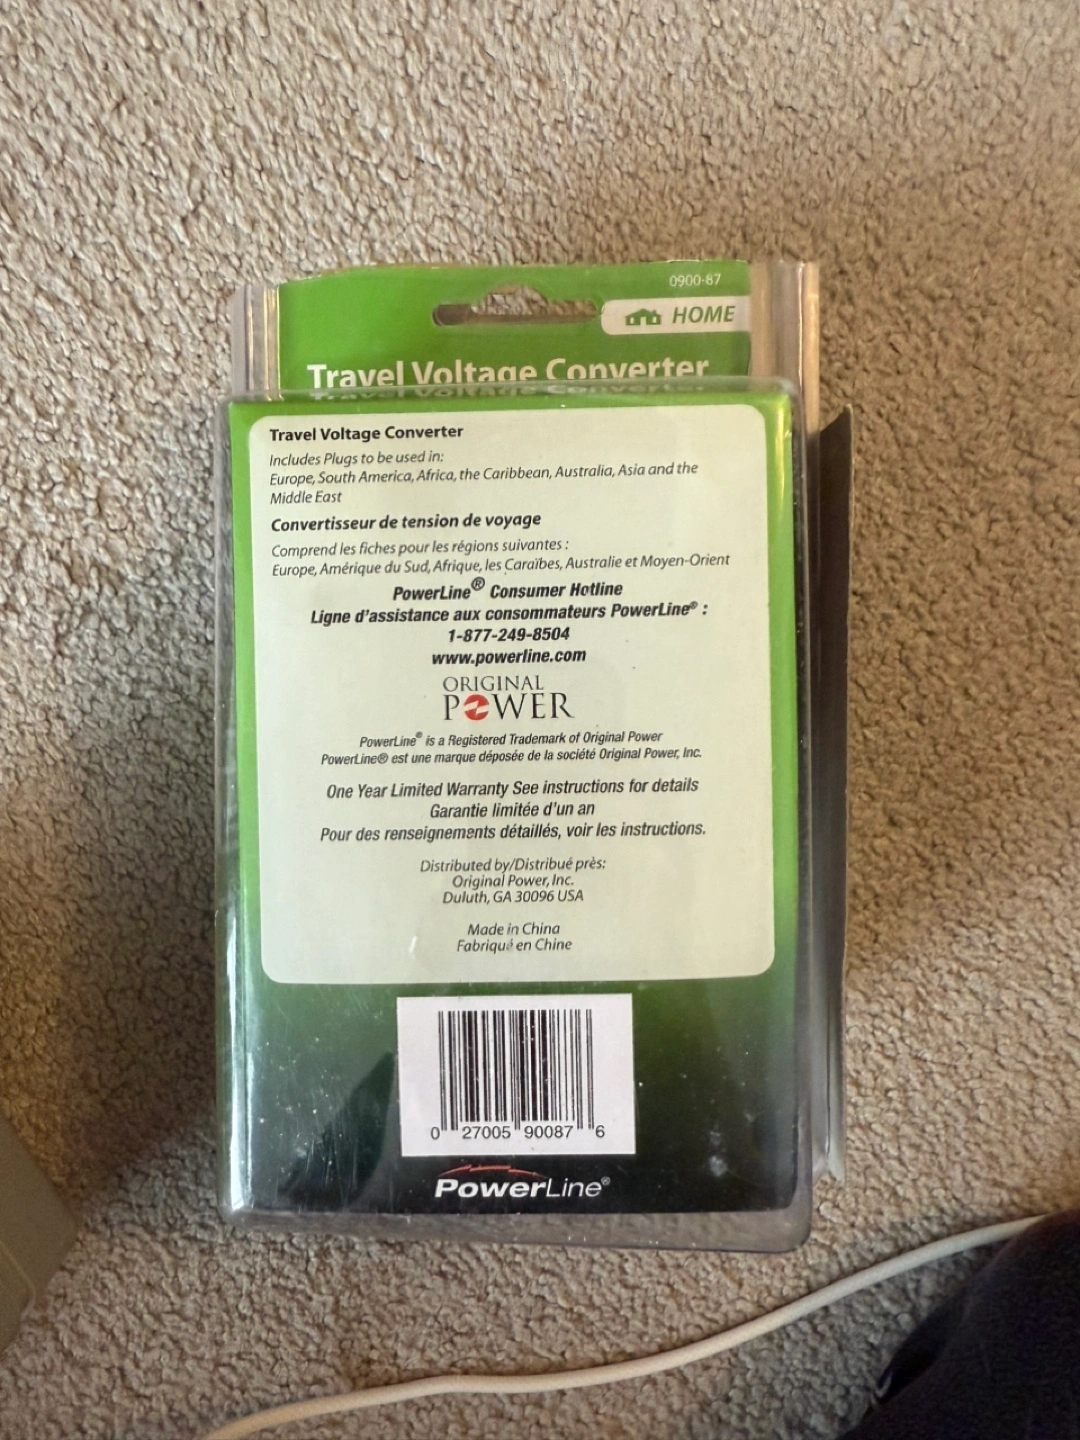 0900-87
HOME
Travel Voltage Converter
Travel Voltage Converter
Includes Plugs to be used in:
Europe, South America, Africa, the Caribbean, Australia, Asia and the
Middle East
Convertisseur de tension de voyage
Comprend les fiches pour les régions suivantes :
Europe, Amérique du Sud, Afrique, les Caraïbes, Australie et Moyen-Orient
PowerLine® Consumer Hotline
Ligne d'assistance aux consommateurs PowerLine® :
1-877-249-8504
www.powerline.com
ORIGINAL
POWER
PowerLine® is a Registered Trademark of Original Power
PowerLine® est une marque déposée de la société Original Power, Inc.
One Year Limited Warranty See instructions for details
Garantie limitée d'un an
Pour des renseignements détaillés, voir les instructions.
Distributed by/Distribué près:
Original Power, Inc.
Duluth, GA 30096 USA
Made in China
Fabriqué en Chine
0 27005 90087 6
PowerLine®